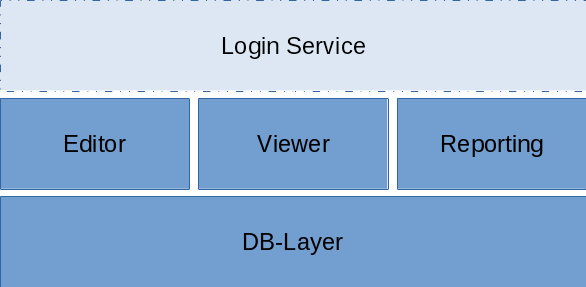 Login Service
Editor
Viewer
Reporting
DB-Layer